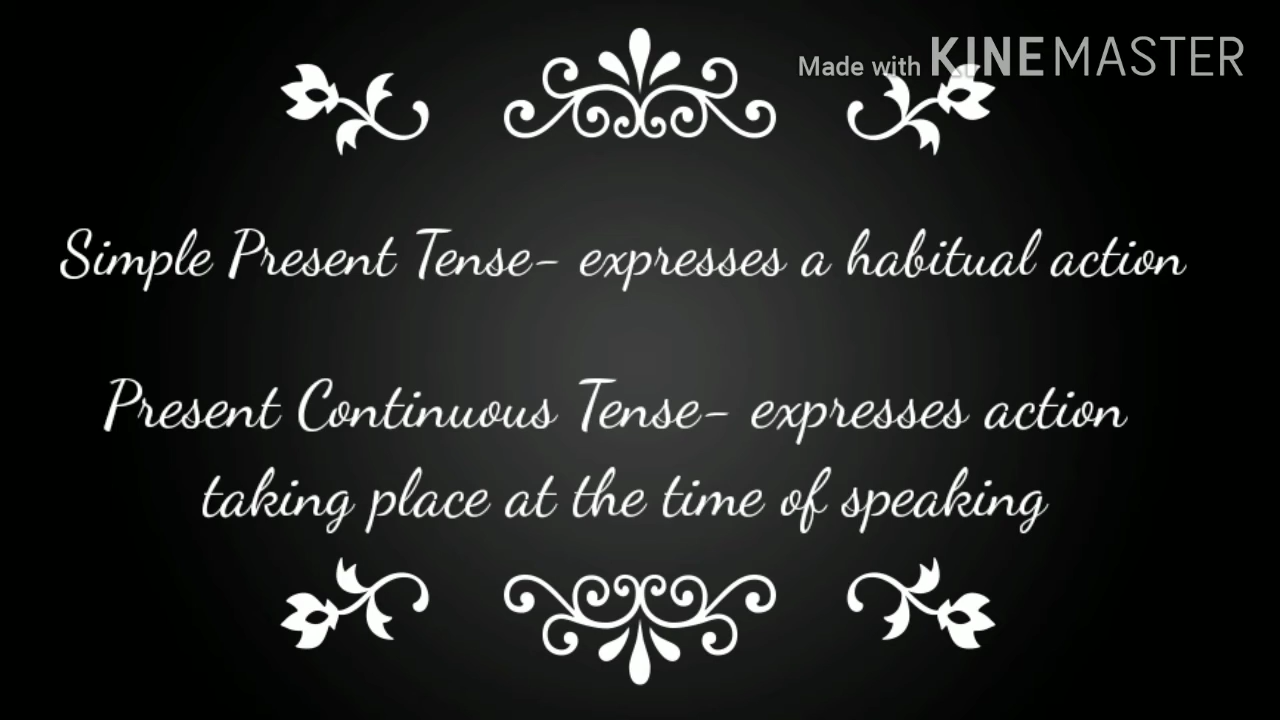 Made with KINEMASTER
Simple Present Tense- expresses a habitual action
Present Continuous Tense- expresses action
taking place at the time of speaking